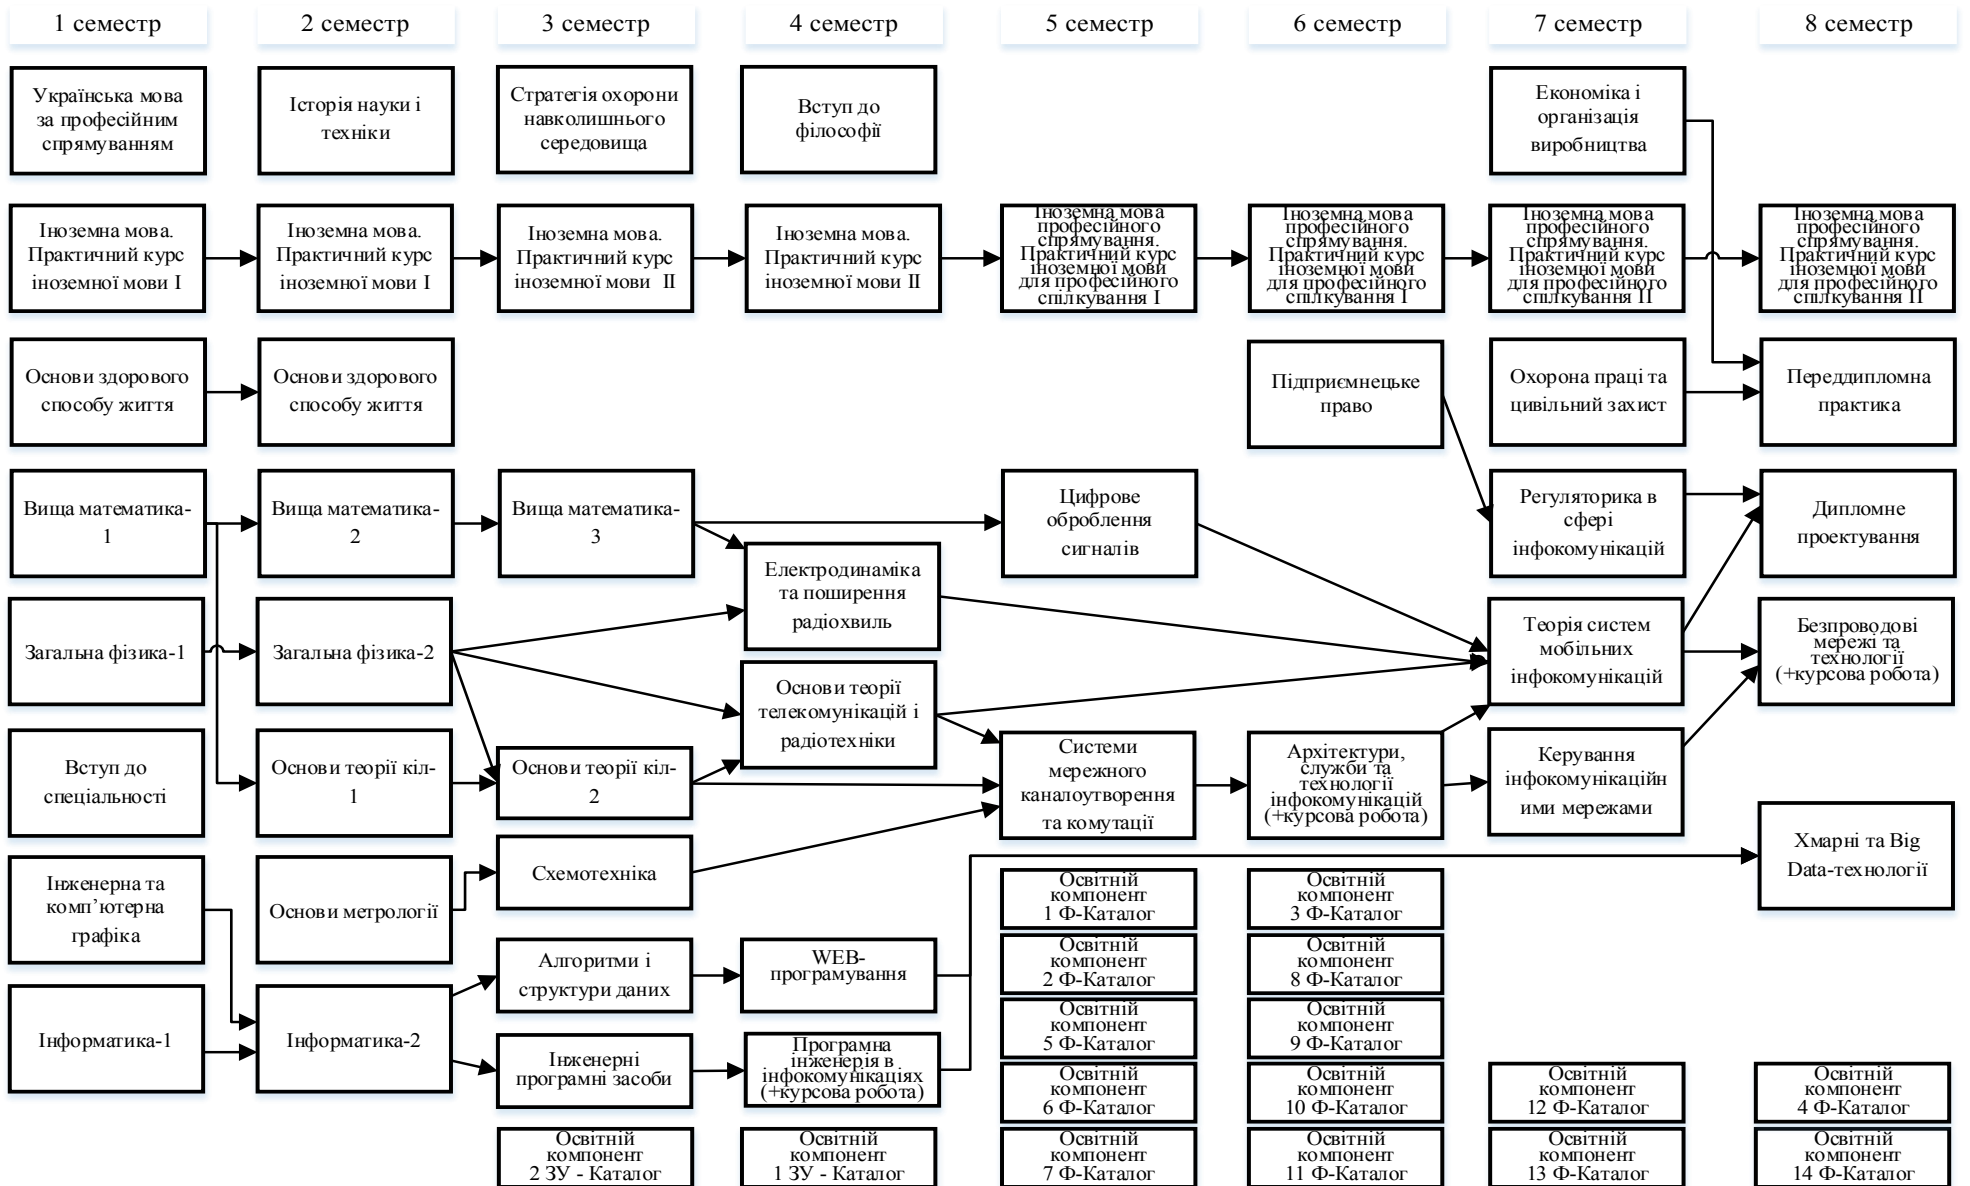 1 семестр
2 семестр
3 семестр
4 семестр
5 семестр
6 семестр
7 семестр
8 семестр
Українська мова
за професійним
спрямуванням
Історія науки і
техніки
Стратегія охорони
навколишнього
середовища
Вступ до
філософії
Економіка і
організація
виробництва
Іноземна мова.
Практичний курс
іноземної мови І
Іноземна мова.
Практичний курс
іноземної мови І
Іноземна мова.
Практичний курс
іноземної мови ІІ
Іноземна мова.
Практичний курс
іноземної мови ІІ
Іноземна мова
професійного
спрямування.
Практичний курс
іноземної мови
для професійного
спілкування І
Іноземна мова
професійного
спрямування.
Практичний курс
іноземної мови
для професійного
спілкування І
Іноземна мова
професійного
спрямування.
Практичний курс
іноземної мови
для професійного
спілкування ІІ
Іноземна мова
професійного
спрямування.
Практичний курс
іноземної мови
для професійного
спілкування ІІ
Основи здорового
способу життя
Основи здорового
способу життя
Підприємнецьке
право
Охорона праці та
цивільний захист
Переддипломна
практика
Вища математика-
1
Вища математика-
2
Вища математика-
3
Цифрове
оброблення
сигналів
Регуляторика в
сфері
інфокомунікацій
Дипломне
проектування
Електродинаміка
та поширення
радіохвиль
Загальна фізика-1
Загальна фізика-2
Теорія систем
мобільних
інфокомунікацій
Безпроводові
мережі та
технології
(+курсова робота)
Основи теорії
телекомунікацій і
радіотехніки
Вступ до
спеціальності
Основи теорії кіл-
1
Основи теорії кіл-
2
Системи
мережного
каналоутворення
та комутації
Архітектури,
служби та
технології
інфокомунікацій
(+курсова робота)
Керування
інфокомунікаційн
ими мережами
Хмарні та Big
Data-технології
Інженерна та
комп’ютерна
графіка
Основи метрології
Схемотехніка
Освітній
компонент
1 Ф-Каталог
Освітній
компонент
3 Ф-Каталог
Алгоритми і
структури даних
WEB-
програмування
Освітній
компонент
2 Ф-Каталог
Освітній
компонент
8 Ф-Каталог
Інформатика-1
Інформатика-2
Освітній
компонент
5 Ф-Каталог
Освітній
компонент
9 Ф-Каталог
Інженерні
програмні засоби
Програмна
інженерія в
інфокомунікаціях
(+курсова робота)
Освітній
компонент
6 Ф-Каталог
Освітній
компонент
10 Ф-Каталог
Освітній
компонент
12 Ф-Каталог
Освітній
компонент
4 Ф-Каталог
Освітній
компонент
2 ЗУ - Каталог
Освітній
компонент
1 ЗУ - Каталог
Освітній
компонент
7 Ф-Каталог
Освітній
компонент
11 Ф-Каталог
Освітній
компонент
13 Ф-Каталог
Освітній
компонент
14 Ф-Каталог